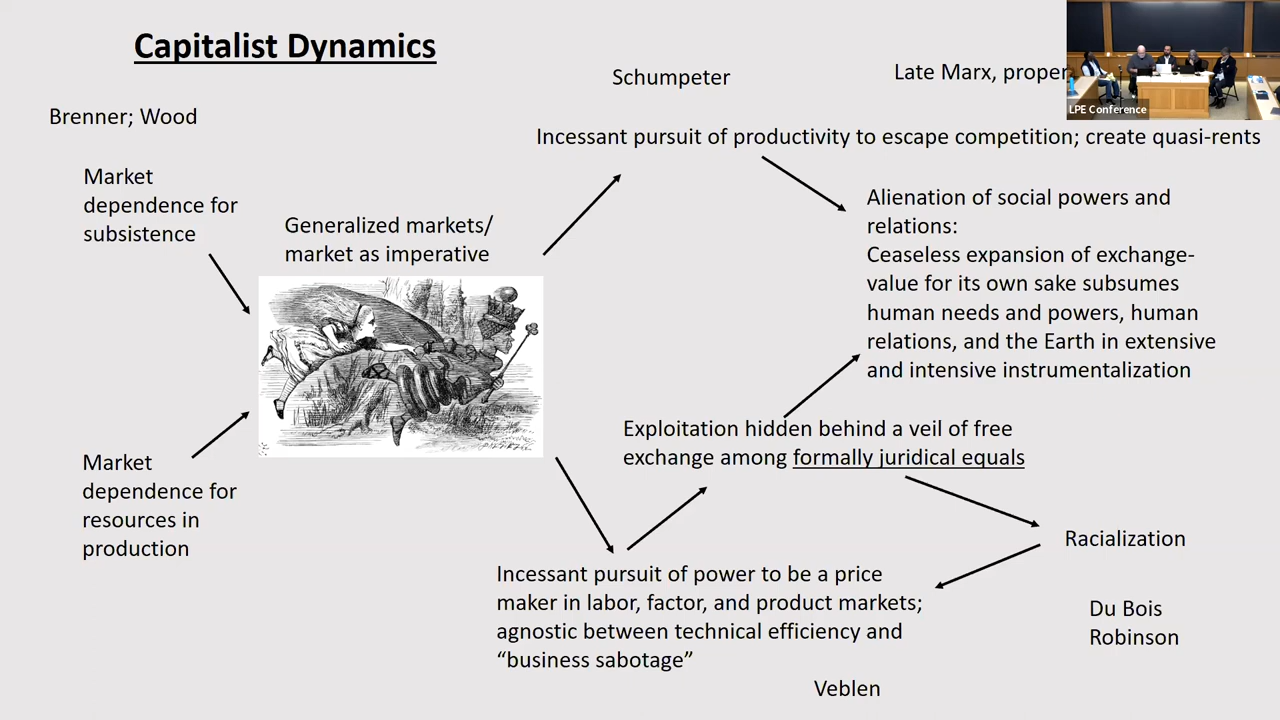 Capitalist Dynamics
Schumpeter
Late Marx, proper
LPE Conference
Brenner; Wood
Incessant pursuit of productivity to escape competition; create quasi-rents
Market
dependence for
subsistence
Generalized markets/
market as imperative
Alienation of social powers and
relations:
Ceaseless expansion of exchange-
value for its own sake subsumes
human needs and powers, human
relations, and the Earth in extensive
and intensive instrumentalization
Exploitation hidden behind a veil of free
exchange among formally juridical equals
Market
dependence for
resources in
production
Racialization
Incessant pursuit of power to be a price
maker in labor, factor, and product markets;
agnostic between technical efficiency and
“business sabotage”
Du Bois
Robinson
Veblen